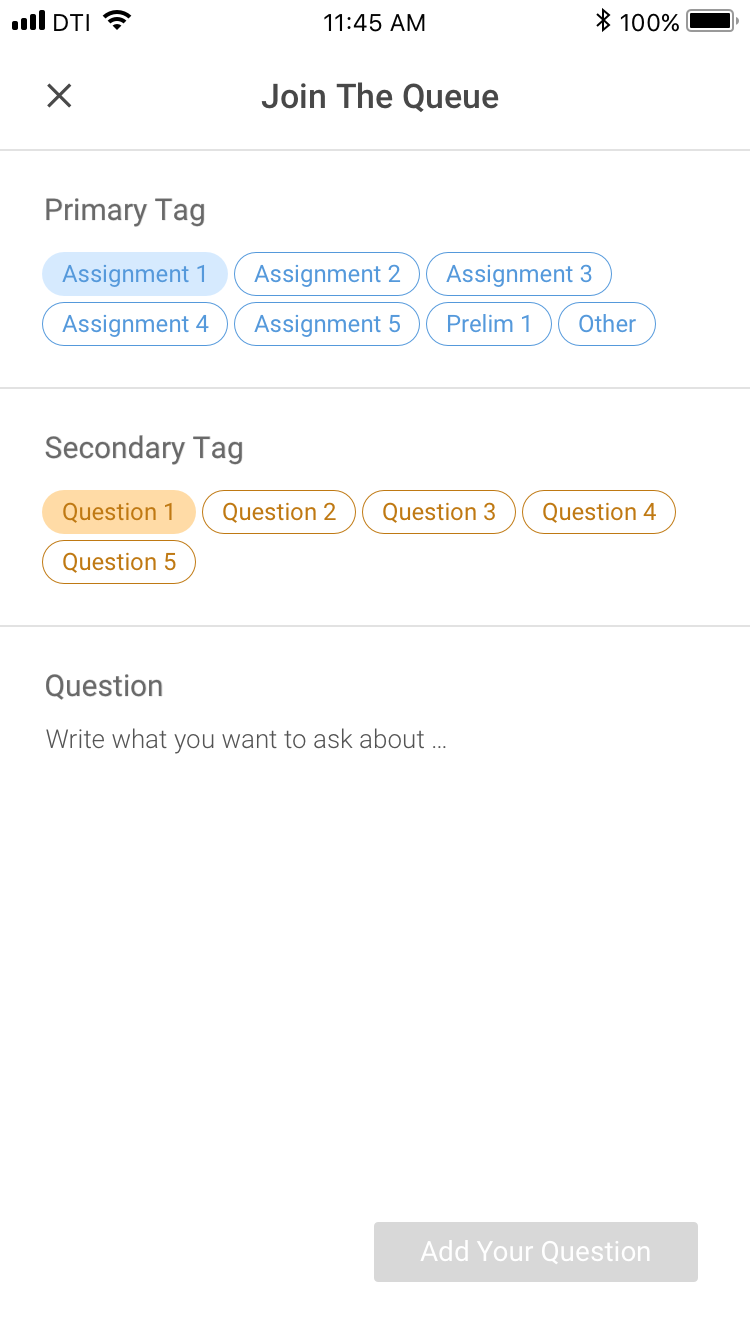 DTI 11:45 AM 100%
Join The Queue
Primary Tag
Assignment 1 Assignment 2 Assignment 3
Assignment 4 Assignment 5 Prelim 1 Other
Secondary Tag
Question 1 Question 2 Question 3 Question 4
Question 5
Question
Write what you want to ask about ...
Add Your Question